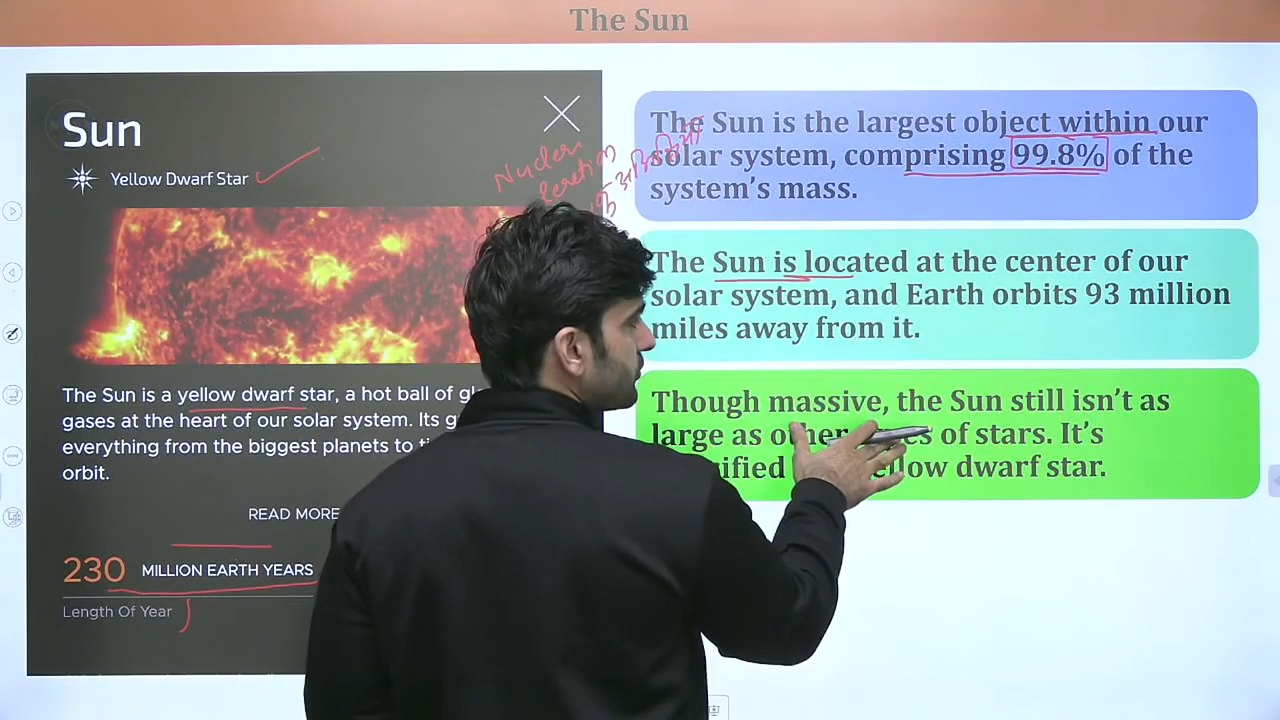 The Sun
Sun
Yellow Dwarf Star
The Sun is a yellow dwarf star, a hot ball of
gases at the heart of our solar system. Its
everything from the biggest planets to
orbit.
READ MORE
230 MILLION EARTH YEARS
Length Of Year
The Sun is the largest object within our
solar system, comprising 99.8% of the
system's mass.
The Sun is located at the center of our
solar system, and Earth orbits 93 million
miles away from it.
Though massive, the Sun still isn't as
large as other of stars. It's
yellow dwarf star.